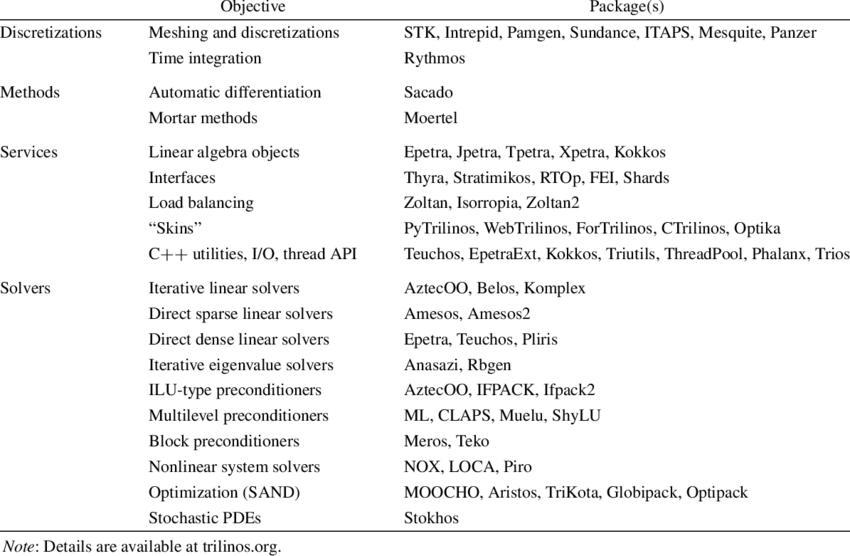 Objective Package(s)
Discretizations Meshing and discretizations STK, Intrepid, Pamgen, Sundance, ITAPS, Mesquite, Panzer
Time integration Rythmos
Methods Automatic differentiation Sacado
Mortar methods Moertel
Services Linear algebra objects Epetra, Jpetra, Tpetra, Xpetra, Kokkos
Interfaces Thyra, Stratimikos, RTOp, FEI, Shards
Load balancing Zoltan, Isorropia, Zoltan2
“Skins” PyTrilinos, WebTrilinos, ForTrilinos, CTrilinos, Optika
C++ utilities, I/O, thread API Teuchos, EpetraExt, Kokkos, Triutils, ThreadPool, Phalanx, Trios
Solvers Iterative linear solvers AztecOO, Belos, Komplex
Direct sparse linear solvers Amesos, Amesos2
Direct dense linear solvers Epetra, Teuchos, Pliris
Iterative eigenvalue solvers Anasazi, Rbgen
ILU-type preconditioners AztecOO, IFPACK, Ifpack2
Multilevel preconditioners ML, CLAPS, Muelu, ShyLU
Block preconditioners Meros, Teko
Nonlinear system solvers NOX, LOCA, Piro
Optimization (SAND) MOOCHO, Aristos, TriKota, Globipack, Optipack
Stochastic PDEs Stokhos
Note: Details are available at trilinos.org.